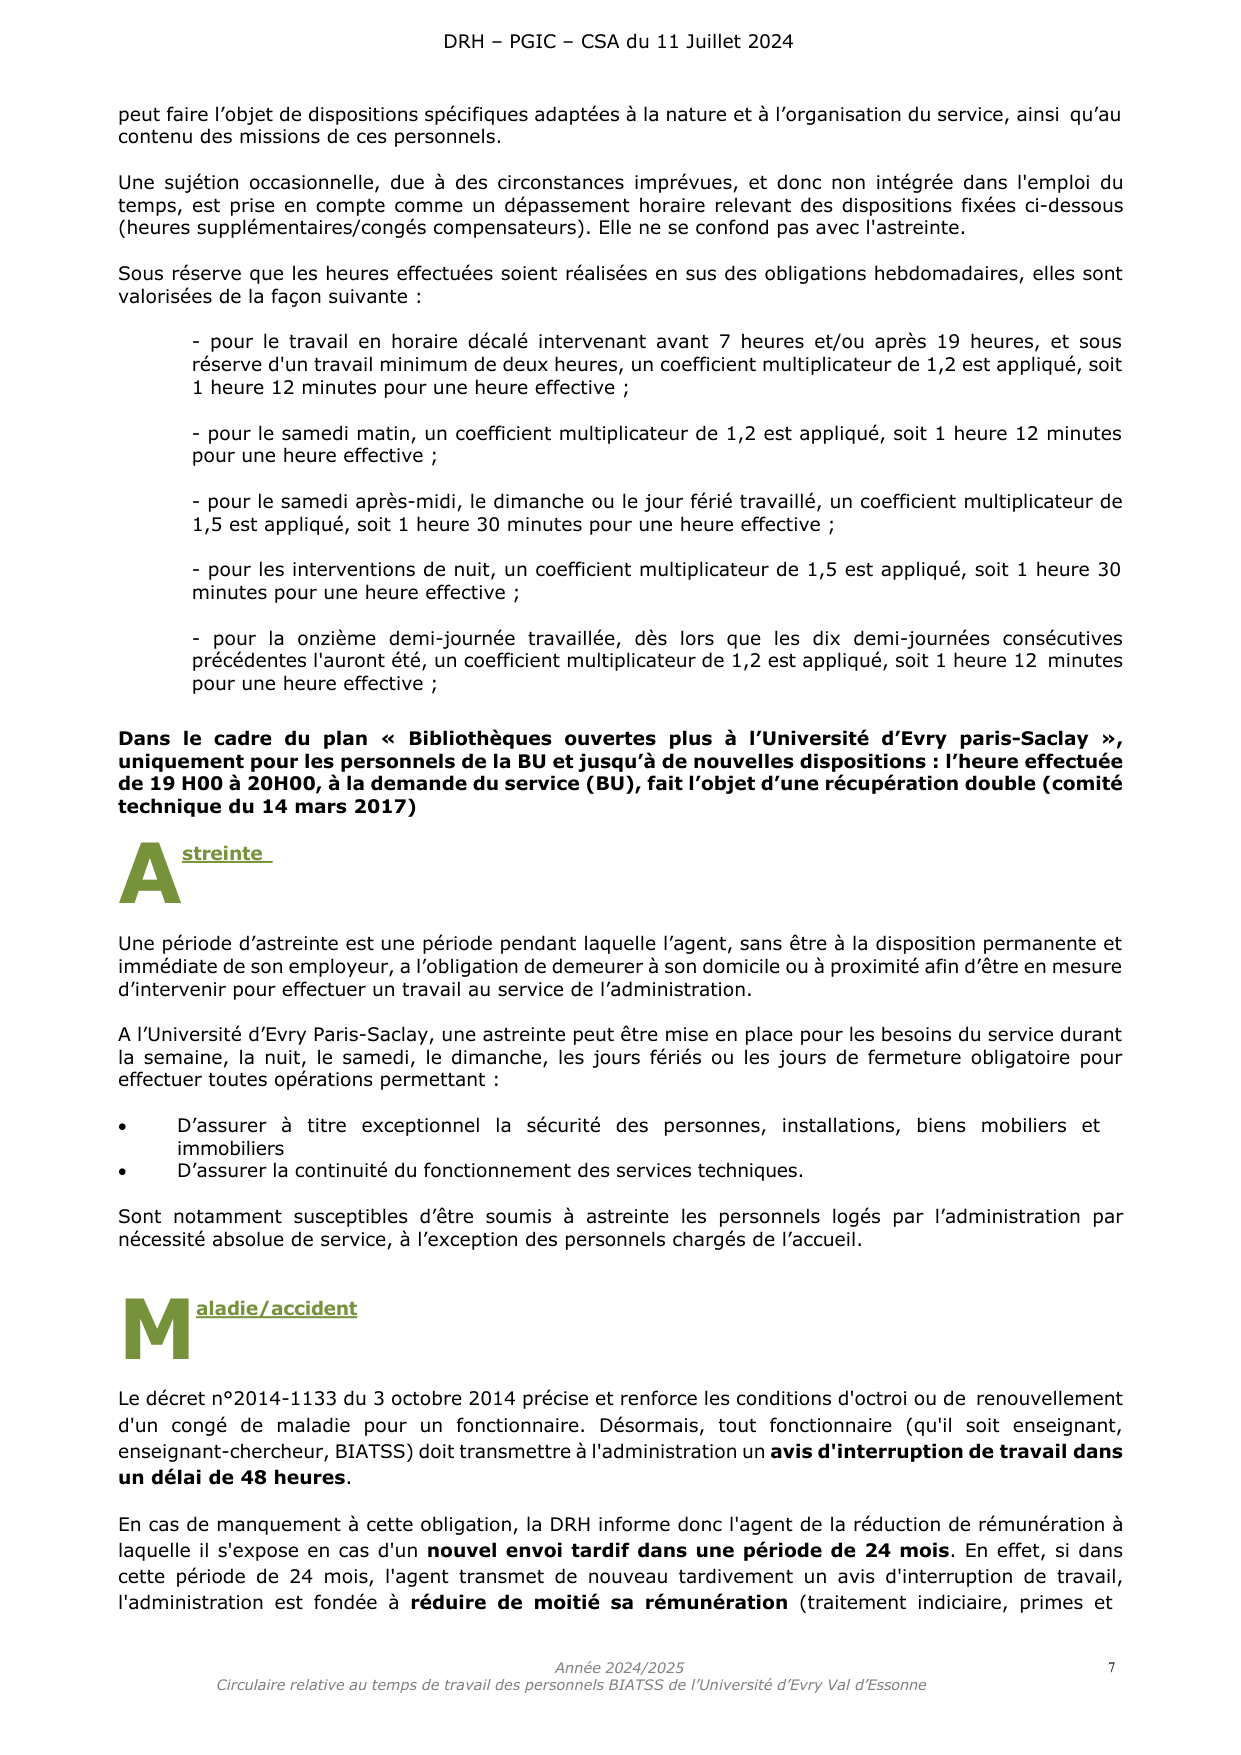 DRH – PGIC – CSA du 11 Juillet 2024
peut faire l’objet de dispositions spécifiques adaptées à la nature et à l’organisation du service, ainsi qu’au
contenu des missions de ces personnels.
Une sujétion occasionnelle, due à des circonstances imprévues, et donc non intégrée dans l'emploi du
temps, est prise en compte comme un dépassement horaire relevant des dispositions fixées ci-dessous
(heures supplémentaires/congés compensateurs). Elle ne se confond pas avec l'astreinte.
Sous réserve que les heures effectuées soient réalisées en sus des obligations hebdomadaires, elles sont
valorisées de la façon suivante :
- pour le travail en horaire décalé intervenant avant 7 heures et/ou après 19 heures, et sous
réserve d'un travail minimum de deux heures, un coefficient multiplicateur de 1,2 est appliqué, soit
1 heure 12 minutes pour une heure effective ;
- pour le samedi matin, un coefficient multiplicateur de 1,2 est appliqué, soit 1 heure 12 minutes
pour une heure effective ;
- pour le samedi après-midi, le dimanche ou le jour férié travaillé, un coefficient multiplicateur de
1,5 est appliqué, soit 1 heure 30 minutes pour une heure effective ;
- pour les interventions de nuit, un coefficient multiplicateur de 1,5 est appliqué, soit 1 heure 30
minutes pour une heure effective ;
- pour la onzième demi-journée travaillée, dès lors que les dix demi-journées consécutives
précédentes l'auront été, un coefficient multiplicateur de 1,2 est appliqué, soit 1 heure 12 minutes
pour une heure effective ;
Dans le cadre du plan « Bibliothèques ouvertes plus à l’Université d’Evry paris-Saclay »,
uniquement pour les personnels de la BU et jusqu’à de nouvelles dispositions : l’heure effectuée
de 19 H00 à 20H00, à la demande du service (BU), fait l’objet d’une récupération double (comité
technique du 14 mars 2017)
Astreinte
Une période d’astreinte est une période pendant laquelle l’agent, sans être à la disposition permanente et
immédiate de son employeur, a l’obligation de demeurer à son domicile ou à proximité afin d’être en mesure
d’intervenir pour effectuer un travail au service de l’administration.
A l’Université d’Evry Paris-Saclay, une astreinte peut être mise en place pour les besoins du service durant
la semaine, la nuit, le samedi, le dimanche, les jours fériés ou les jours de fermeture obligatoire pour
effectuer toutes opérations permettant :
• D’assurer à titre exceptionnel la sécurité des personnes, installations, biens mobiliers et
immobiliers
• D’assurer la continuité du fonctionnement des services techniques.
Sont notamment susceptibles d’être soumis à astreinte les personnels logés par l’administration par
nécessité absolue de service, à l’exception des personnels chargés de l’accueil.
Maladie/accident
Le décret n°2014-1133 du 3 octobre 2014 précise et renforce les conditions d'octroi ou de renouvellement
d'un congé de maladie pour un fonctionnaire. Désormais, tout fonctionnaire (qu'il soit enseignant,
enseignant-chercheur, BIATSS) doit transmettre à l'administration un avis d'interruption de travail dans
un délai de 48 heures.
En cas de manquement à cette obligation, la DRH informe donc l'agent de la réduction de rémunération à
laquelle il s'expose en cas d'un nouvel envoi tardif dans une période de 24 mois. En effet, si dans
cette période de 24 mois, l'agent transmet de nouveau tardivement un avis d'interruption de travail,
l'administration est fondée à réduire de moitié sa rémunération (traitement indiciaire, primes et
Année 2024/2025 7
Circulaire relative au temps de travail des personnels BIATSS de l’Université d’Evry Val d’Essonne